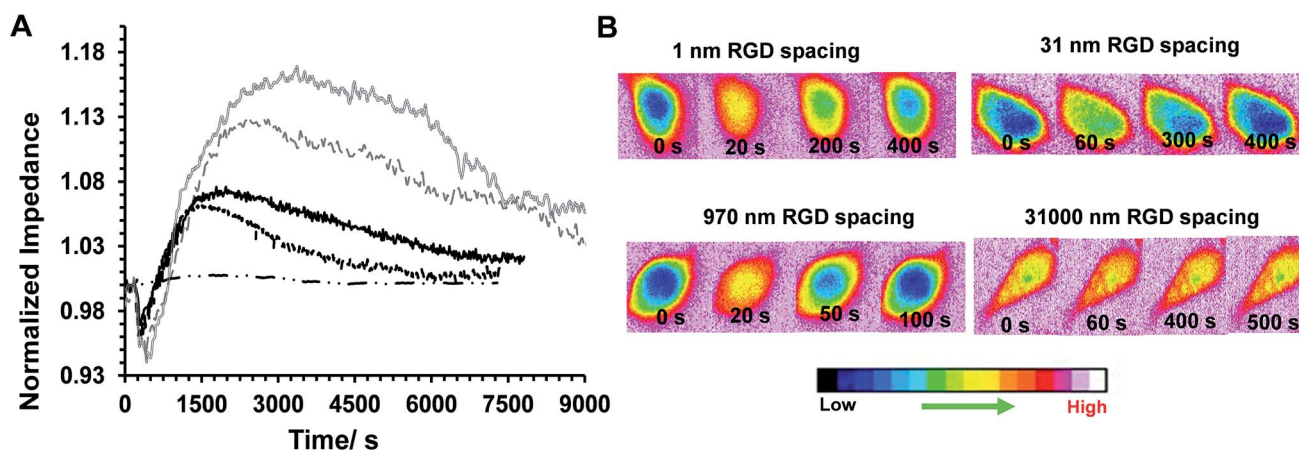 A
Normalized Impedance
1.18
1.13
1.08
1.03
0.98
0.93
0 1500 3000 4500 6000 7500 9000
Time/ s
B
1 nm RGD spacing
0 s 20 s 200 s 400 s
31 nm RGD spacing
0 s 60 s 300 s 400 s
970 nm RGD spacing
0 s 20 s 50 s 100 s
31000 nm RGD spacing
0 s 60 s 400 s 500 s
Low High